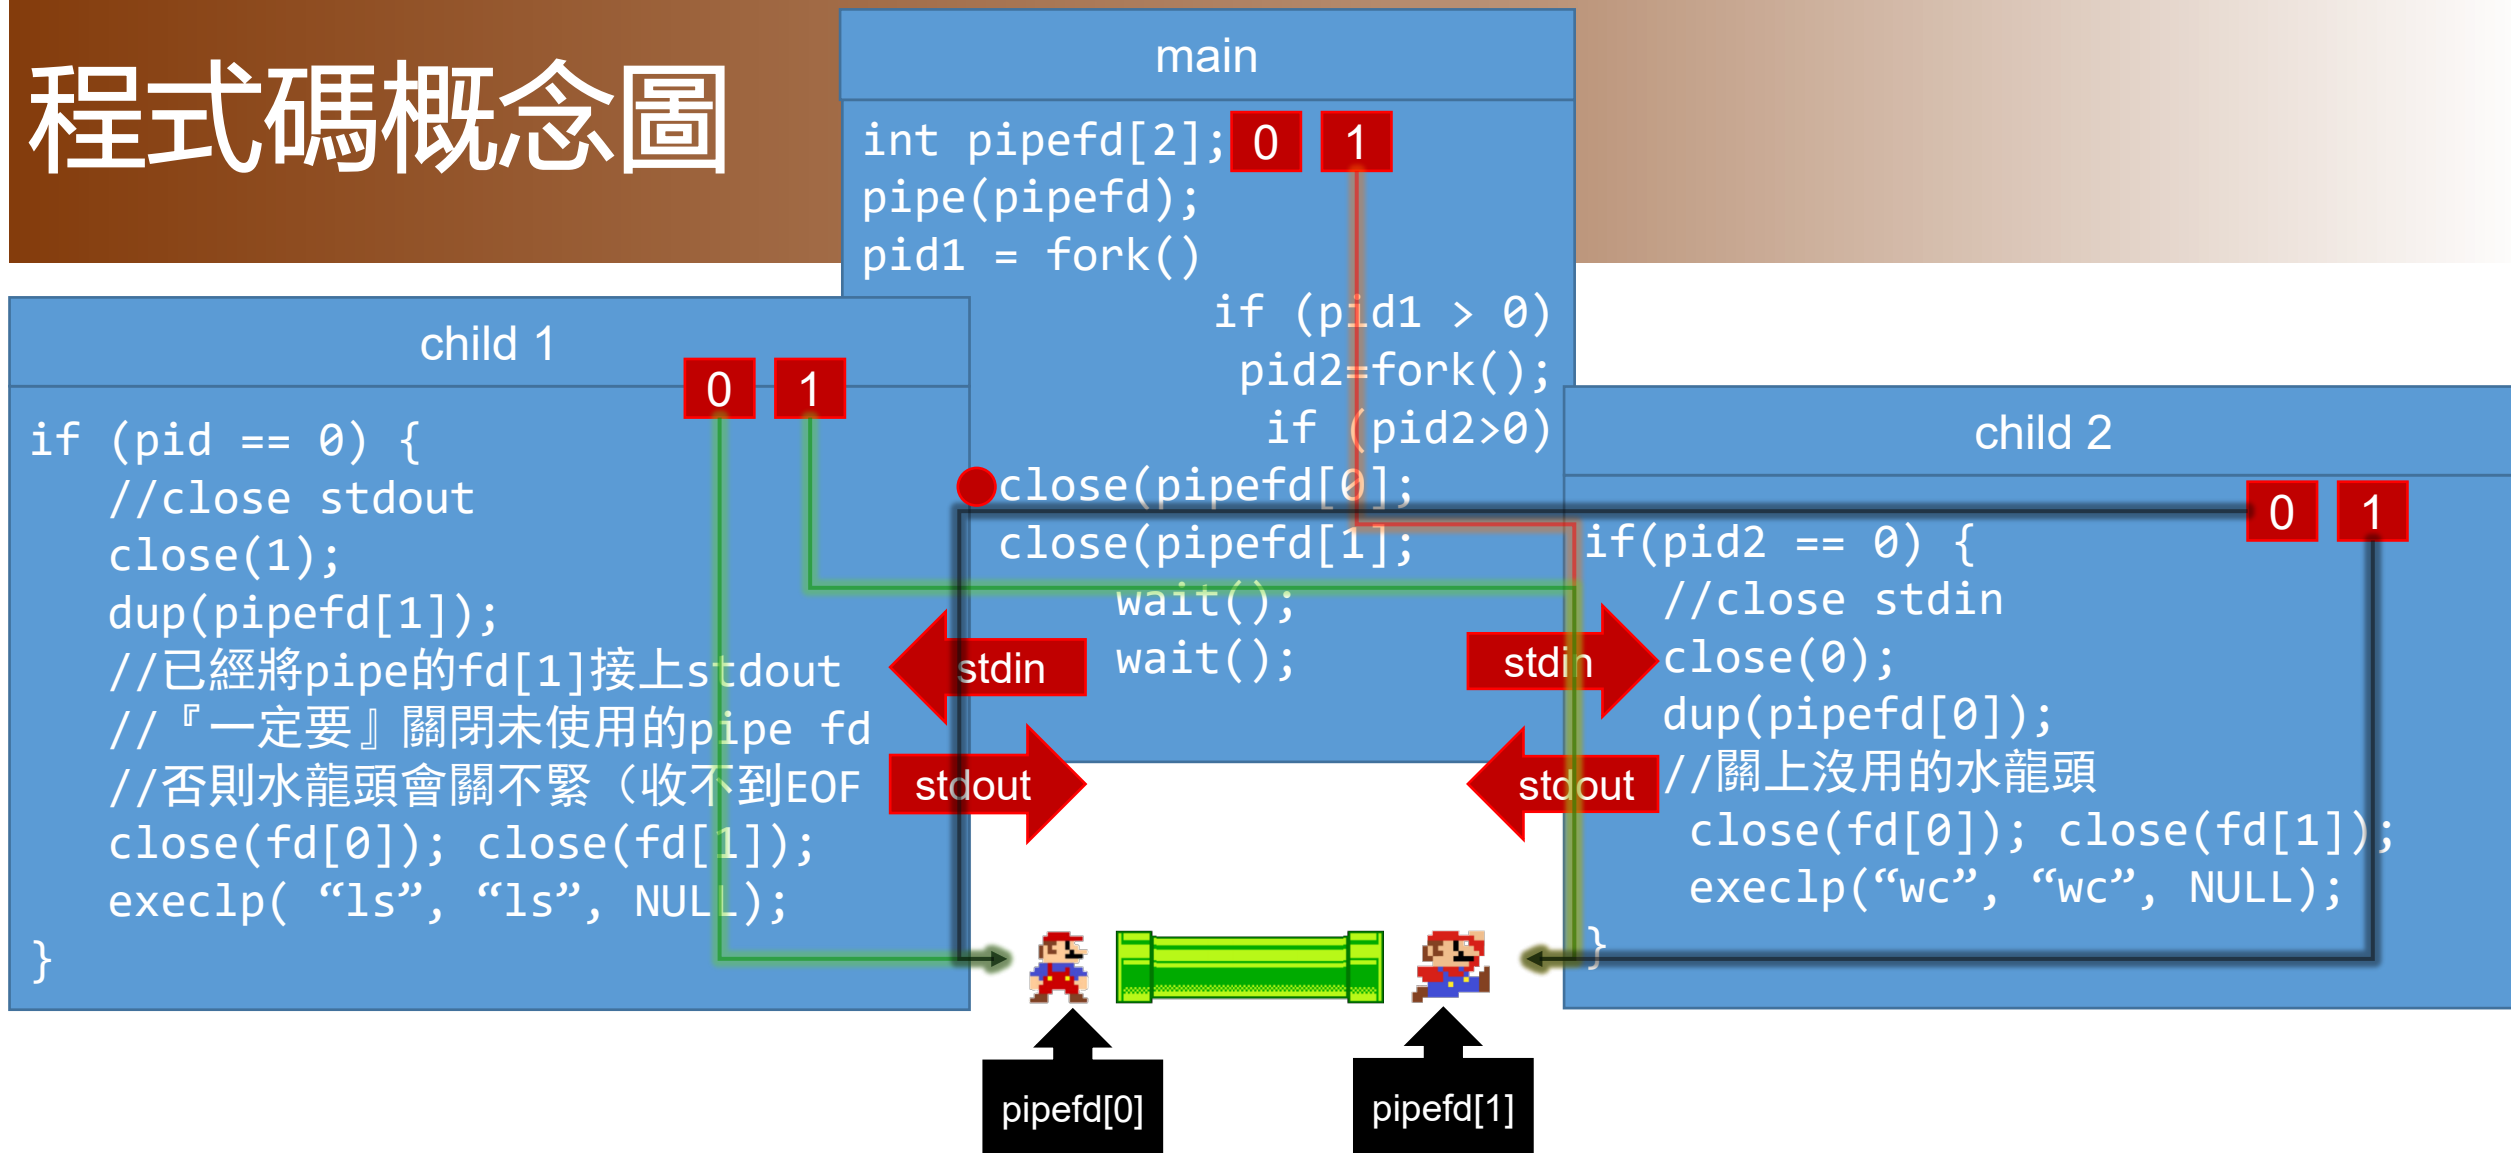 程式碼概念圖
main
int pipefd[2];
0 1
pipe(pipefd);
pid1 = fork()
if (pid1 > 0)
pid2=fork();
if (pid2>0)
close(pipefd[0];
close(pipefd[1];
wait();
wait();
child 1
0 1
if (pid == 0) {
//close stdout
close(1);
dup(pipefd[1]);
//已經將pipe的fd[1]接上stdout
//『一定要』關閉未使用的pipe fd
//否則水龍頭會關不緊（收不到EOF
close(fd[0]); close(fd[1]);
execlp( “ls”, “ls”, NULL);
}
stdin
stdout
child 2
0 1
if(pid2 == 0) {
//close stdin
close(0);
dup(pipefd[0]);
//關上沒用的水龍頭
close(fd[0]); close(fd[1]);
execlp(“wc”, “wc”, NULL);
}
stdin
stdout
pipefd[0]
pipefd[1]